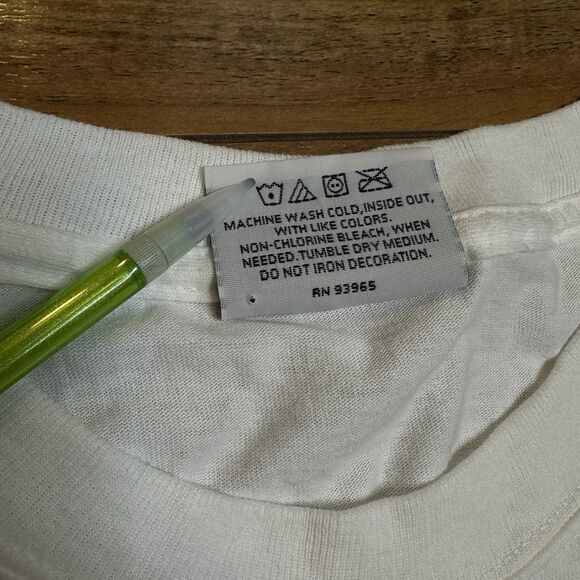 MACHINE WASH COLD,INSIDE OUT,
WITH LIKE COLORS.
NON-CHLORINE BLEACH, WHEN
NEEDED.TUMBLE DRY MEDIUM.
DO NOT IRON DECORATION.
RN 93965